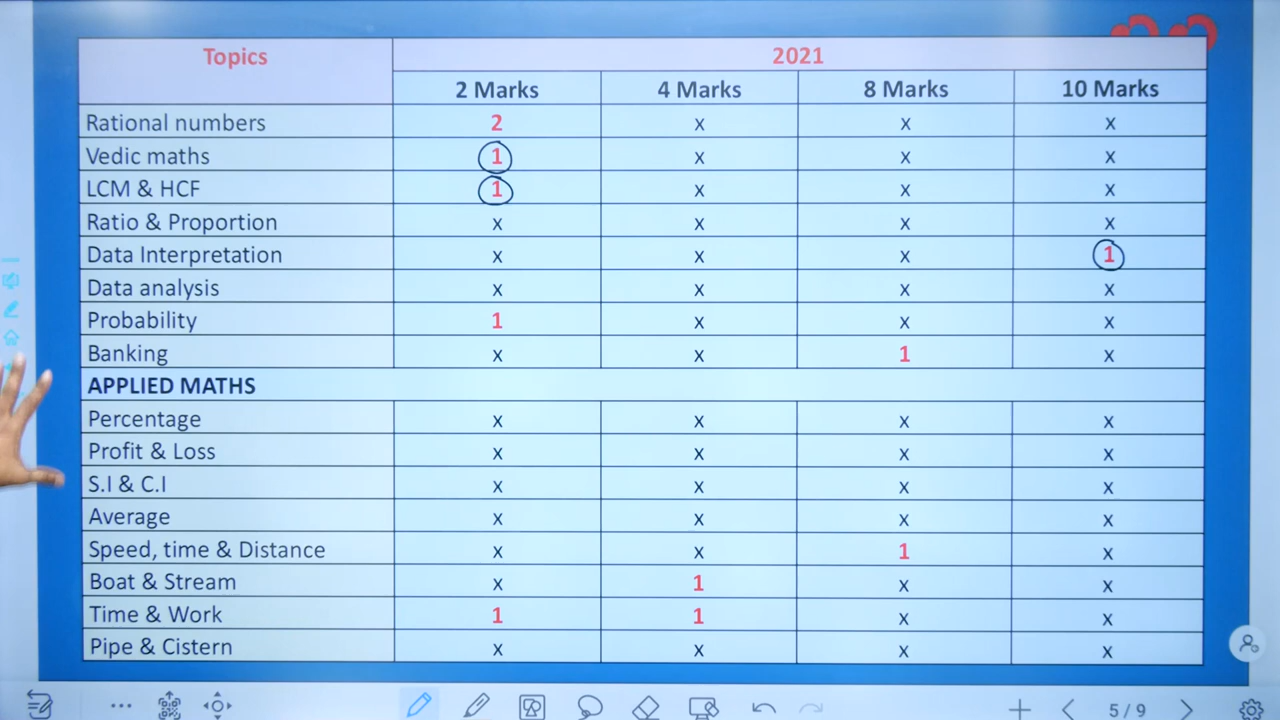 Topics 2021
2 Marks 4 Marks 8 Marks 10 Marks
Rational numbers 2 x x x
Vedic maths 1 x x x
LCM & HCF 1 x x x
Ratio & Proportion x x x x
Data Interpretation x x x 1
Data analysis x x x x
Probability 1 x x x
Banking x x 1 x
APPLIED MATHS
Percentage x x x x
Profit & Loss x x x x
S.I & C.I x x x x
Average x x x x
Speed, time & Distance x x 1 x
Boat & Stream x 1 x x
Time & Work 1 1 x x
Pipe & Cistern x x x x
5 / 9